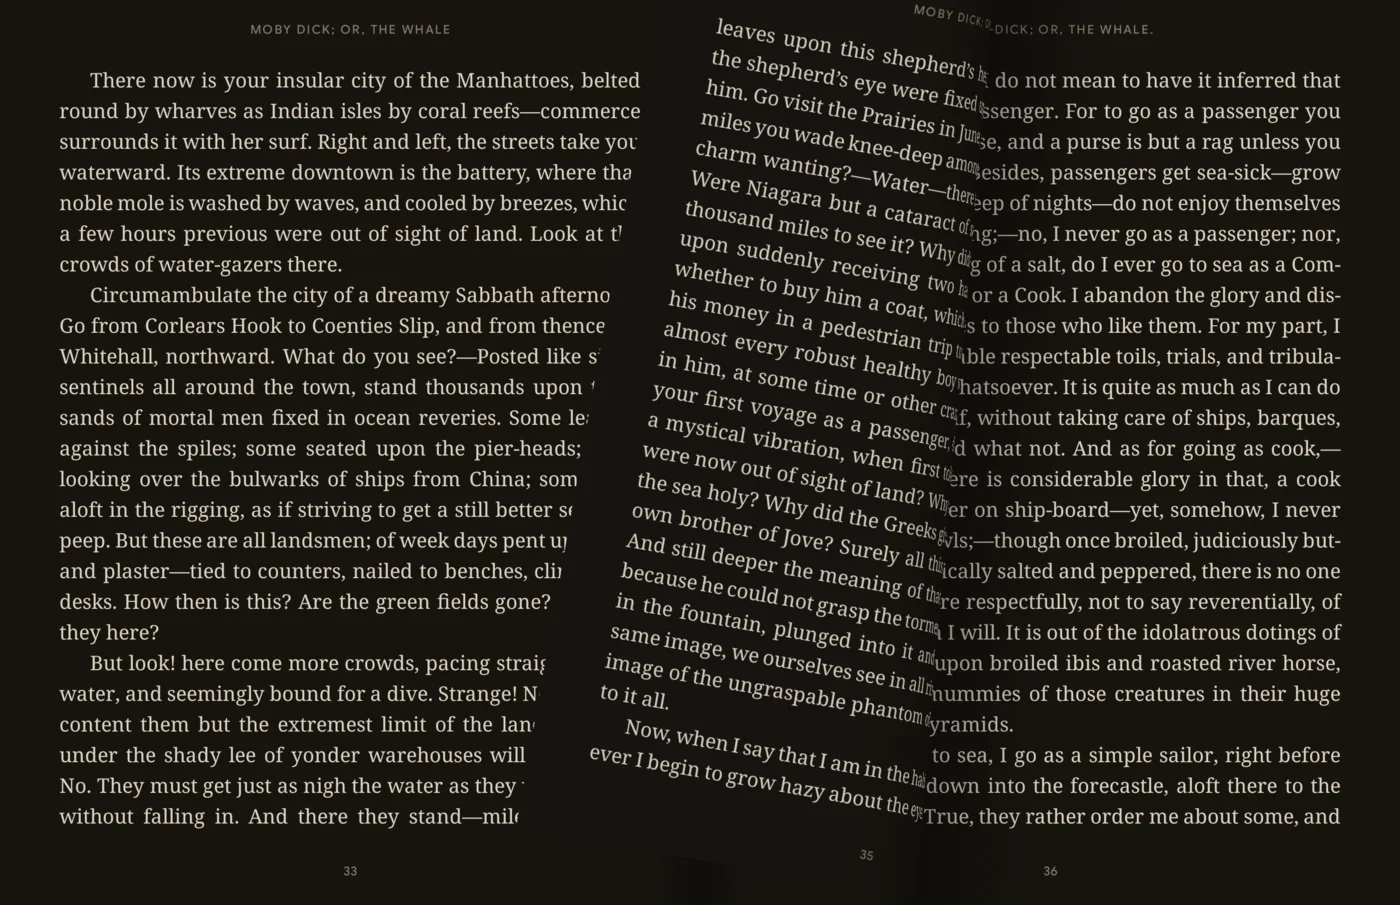 MOBY DICK; OR, THE WHALE
There now is your insular city of the Manhattoes, belted
round by wharves as Indian isles by coral reefs—commerce
surrounds it with her surf. Right and left, the streets take you
waterward. Its extreme downtown is the battery, where
noble mole is washed by waves, and cooled by breezes,
a few hours previous were out of sight of land. Look at
crowds of water-gazers there.
Circumambulate the city of a dreamy Sabbath
Go from Corlears Hook to Coenties Slip, and from thence
Whitehall, northward. What do you see?—Posted like
sentinels all around the town, stand thousands upon
sands of mortal men fixed in ocean reveries. Some
against the spiles; some seated upon the pier-heads;
looking over the bulwarks of ships from China;
aloft in the rigging, as if striving to get a still better
peep. But these are all landsmen; of week days pent
and plaster—tied to counters, nailed to benches,
desks. How then is this? Are the green fields gone?
they here?
But look! here come more crowds, pacing
water, and seemingly bound for a dive. Strange!
content them but the extremest limit of the
under the shady lee of yonder warehouses will
No. They must get just as nigh the water as they
without falling in. And there they stand—
33
MOBY DICK;
leaves upon this shepherd's
the shepherd's eye were fixed
him. Go visit the Prairies in June
miles you wade knee-deep among
charm wanting?—Water—there
Were Niagara but a cataract of
thousand miles to see it? Why did
upon suddenly receiving two
whether to buy him a coat, which
his money in a pedestrian trip
almost every robust healthy boy
in him, at some time or other
your first voyage as a passenger,
a mystical vibration, when first
were now out of sight of land? Why
the sea holy? Why did the Greeks
own brother of Jove? Surely all this
And still deeper the meaning of that
because he could not grasp the
in the fountain, plunged into it and
same image, we ourselves see in all
image of the ungraspable phantom
to it all.
Now, when I say that I am in the
ever I begin to grow hazy about the
35
DICK; OR, THE WHALE.
do not mean to have it inferred that
For to go as a passenger you
and a purse is but a rag unless you
passengers get sea-sick—grow
of nights—do not enjoy themselves
no, I never go as a passenger; nor,
of a salt, do I ever go to sea as a Com-
or a Cook. I abandon the glory and dis-
to those who like them. For my part, I
respectable toils, trials, and tribula-
It is quite as much as I can do
without taking care of ships, barques,
what not. And as for going as cook,—
is considerable glory in that, a cook
on ship-board—yet, somehow, I never
though once broiled, judiciously but-
salted and peppered, there is no one
respectfully, not to say reverentially, of
I will. It is out of the idolatrous dotings of
upon broiled ibis and roasted river horse,
of those creatures in their huge
to sea, I go as a simple sailor, right before
down into the forecastle, aloft there to the
True, they rather order me about some, and
36